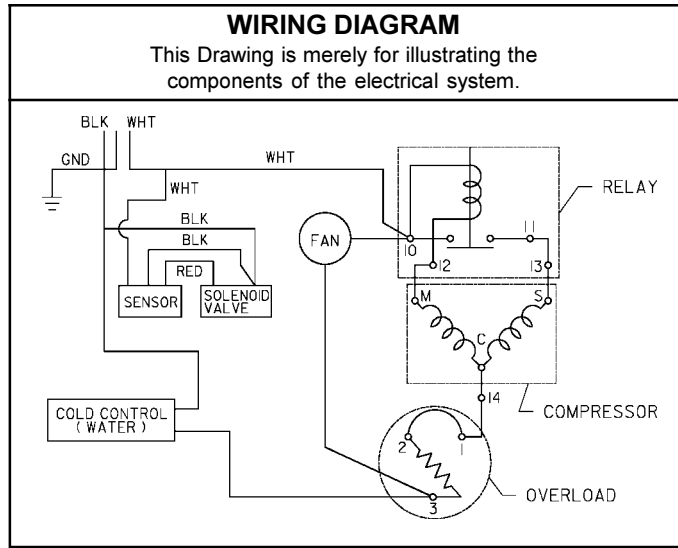 WIRING DIAGRAM
This Drawing is merely for illustrating the
components of the electrical system.
BLK WHT
GND
WHT
WHT
RELAY
BLK
BLK
RED
FAN
10
11
12
13
SENSOR
SOLENOID
VALVE
M
S
C
14
COLD CONTROL
( WATER )
COMPRESSOR
2
1
3
OVERLOAD